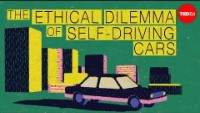 THE ETHICAL DILEMMA
OF SELF-DRIVING
CARS
TED Ed